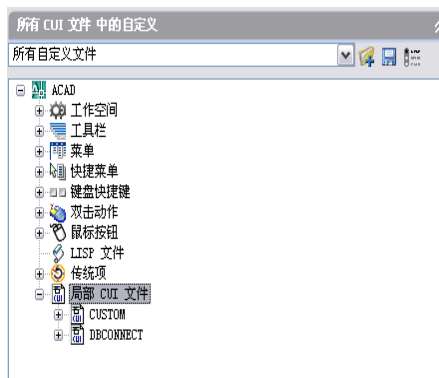 所有 CUI 文件 中的自定义
所有自定义文件
ACAD
工作空间
工具栏
菜单
快捷菜单
键盘快捷键
双击动作
鼠标按钮
LISP 文件
传统项
局部 CUI 文件
CUSTOM
DBCONNECT